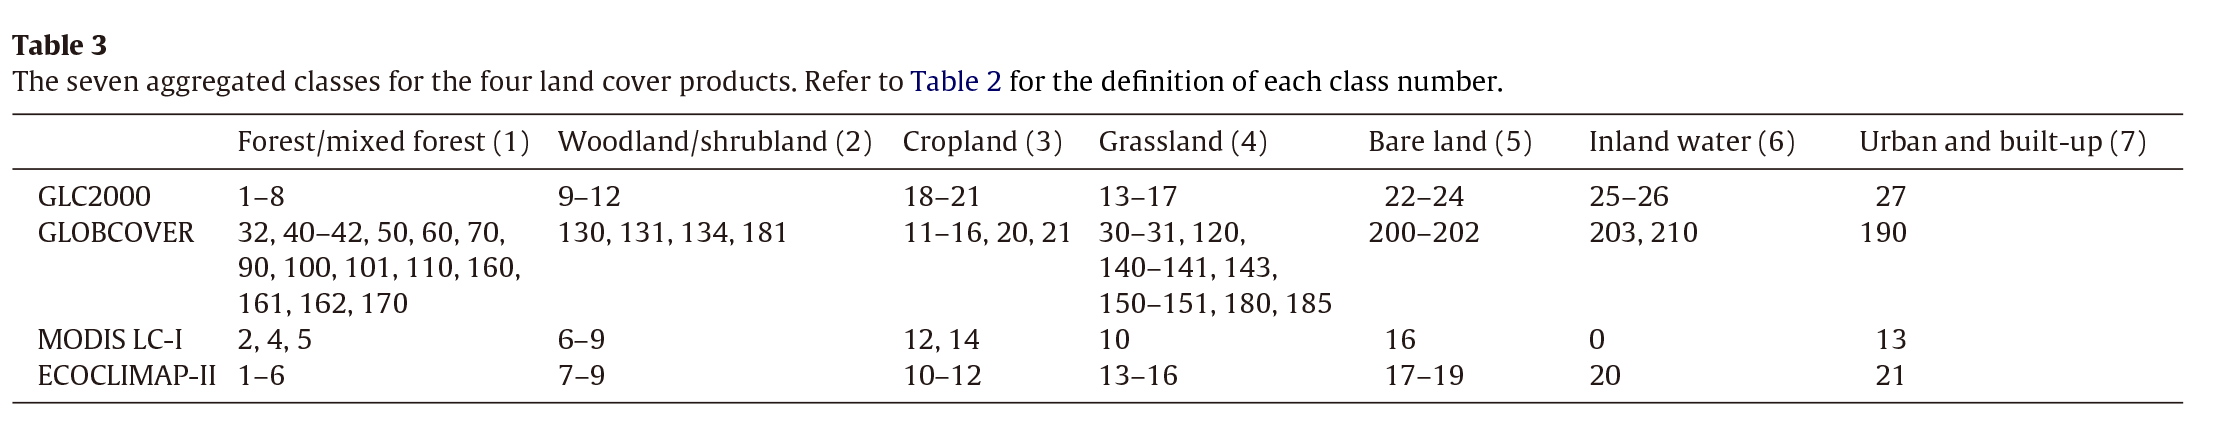 Table 3
The seven aggregated classes for the four land cover products. Refer to Table 2 for the definition of each class number.
Forest/mixed forest (1) Woodland/shrubland (2) Cropland (3) Grassland (4) Bare land (5) Inland water (6) Urban and built-up (7)
GLC2000 1–8 9–12 18–21 13–17 22–24 25–26 27
GLOBCOVER 32, 40–42, 50, 60, 70, 130, 131, 134, 181 11–16, 20, 21 30–31, 120, 200–202 203, 210 190
90, 100, 101, 110, 160, 140–141, 143,
161, 162, 170 150–151, 180, 185
MODIS LC-I 2, 4, 5 6–9 12, 14 10 16 0 13
ECOCLIMAP-II 1–6 7–9 10–12 13–16 17–19 20 21